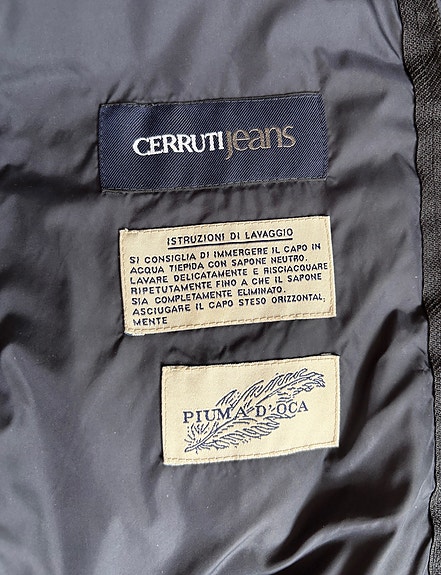 CERRUTI jeans
ISTRUZIONI DI LAVAGGIO
SI CONSIGLIA DI IMMERGERE IL CAPO IN
ACQUA TIEPIDA CON SAPONE NEUTRO.
LAVARE DELICATAMENTE E RISCIACQUARE
RIPETUTAMENTE FINO A CHE IL SAPONE
SIA COMPLETAMENTE ELIMINATO.
ASCIUGARE IL CAPO STESO ORIZZONTAL;
MENTE
PIUMA D'OCA